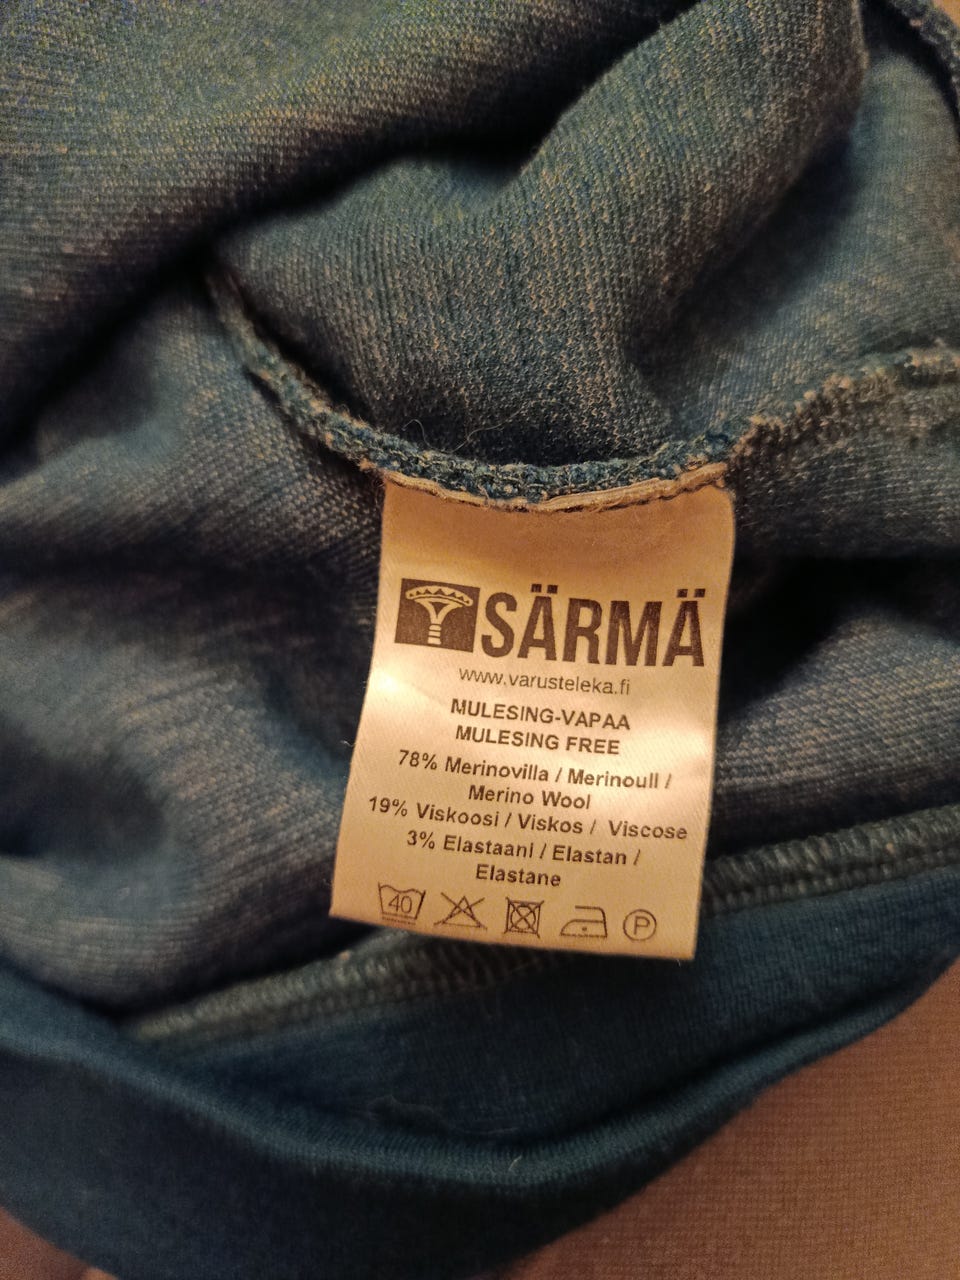 SÄRMÄ
www.varusteleka.fi
MULESING-VAPAA
MULESING FREE
78% Merinovilla / Merinoull /
Merino Wool
19% Viskoosi / Viskos / Viscose
3% Elastaani / Elastan /
Elastane
40 P